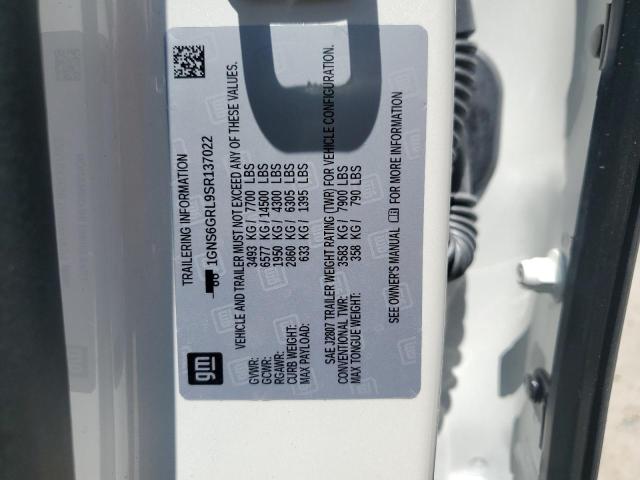 TRAILERING INFORMATION
1GNS6GRL9SR137022
VEHICLE AND TRAILER MUST NOT EXCEED ANY OF THESE VALUES.
GVWR: 3493 KG / 7700 LBS
GCWR: 6577 KG / 14500 LBS
RGAWR: 1950 KG / 4300 LBS
CURB WEIGHT: 2860 KG / 6305 LBS
MAX PAYLOAD: 633 KG / 1395 LBS
SAE J2807 TRAILER WEIGHT RATING (TWR) FOR VEHICLE CONFIGURATION.
CONVENTIONAL TWR: 3583 KG / 7900 LBS
MAX TONGUE WEIGHT: 358 KG / 790 LBS
SEE OWNER'S MANUAL FOR MORE INFORMATION
gm